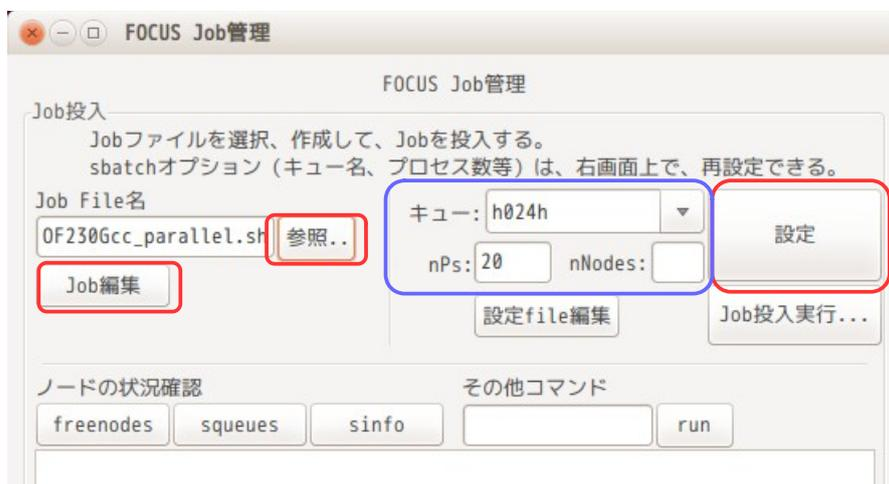 FOCUS Job管理
FOCUS Job管理
Job投入
Jobファイルを選択、作成して、Jobを投入する。
sbatchオプション（キュー名、プロセス数等）は、右画面上で、再設定できる。
Job File名
OF230Gcc_parallel.sh
参照..
Job編集
キュー: h024h
nPs: 20 nNodes:
設定
設定file編集
Job投入実行...
ノードの状況確認
freenodes squeues sinfo
その他コマンド
run